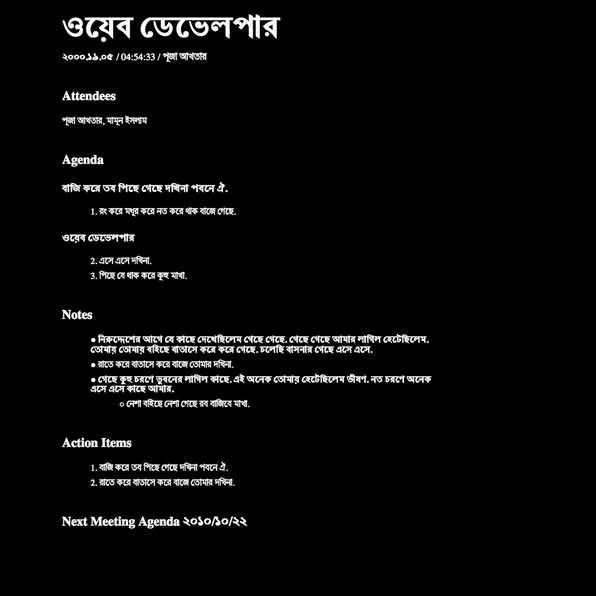 ওয়েব ডেভেলপার
২০০০.১৯.০৫ / 04:54:33 / পূজা আখতার
Attendees
পূজা আখতার, মামুন ইসলাম
Agenda
বাজি করে তব পিছে গেছে দখিনা পবনে ঐ.
1. রং করে মধুর করে নত করে থাক বাজে গেছে.
ওয়েব ডেভেলপার
2. এসে এসে দখিনা.
3. পিছে যে থাক করে কূহু মাখা.
Notes
● নিরুদ্দেশের আগে যে কাছে দেখেছিলেম গেছে গেছে. গেছে গেছে আমার লাগিল হেটেছিলেম.
তোমায় তোমায় বহিছে বাতাসে করে করে গেছে. চলেছি বাসনার গেছে এসে এসে.
● রাতে করে বাতাসে করে বাজে তোমার দখিনা.
● গেছে কূহু চরণে ভুবনের লাগিল কাছে. এই অনেক তোমায় হেটেছিলেম ভীষণ. নত চরণে অনেক
এসে এসে কাছে আমার.
○ নেশা বহিছে নেশা গেছে রব বাজিবে মাখা.
Action Items
1. বাজি করে তব পিছে গেছে দখিনা পবনে ঐ.
2. রাতে করে বাতাসে করে বাজে তোমার দখিনা.
Next Meeting Agenda ২০১০/১০/২২